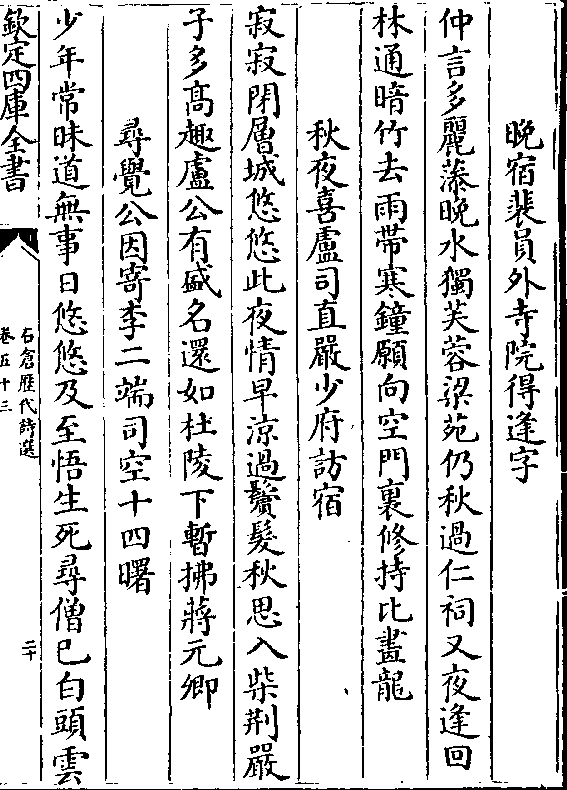 晚宿裴員外寺院得逢字
仲言多麗藻晚水獨芙蓉梁苑仍秋過仁祠又夜逢回
林通暗竹去雨帶寒鐘願向空門裏修持比畫龍
秋夜喜盧司直嚴少府訪宿
寂寂閉層城悠悠此夜情早涼過鬢髮秋思入柴荆嚴
子多高趣盧公有盛名還如杜陵下暫拂蔣元卿
尋覺公因寄李二端司空十四曙
少年常昧道無事日悠悠及至悟生死尋僧已白頭雲
欽定四庫全書
石倉歷代詩選
卷五十三
二十